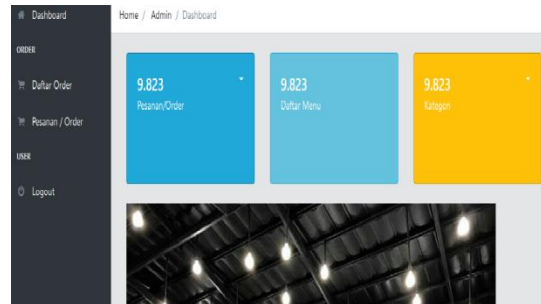 Dashboard
Home / Admin / Dashboard
ORDER
Daftar Order
Pesanan / Order
USER
Logout
9.823
Pesanan/Order
9.823
Daftar Menu
9.823
Kategori